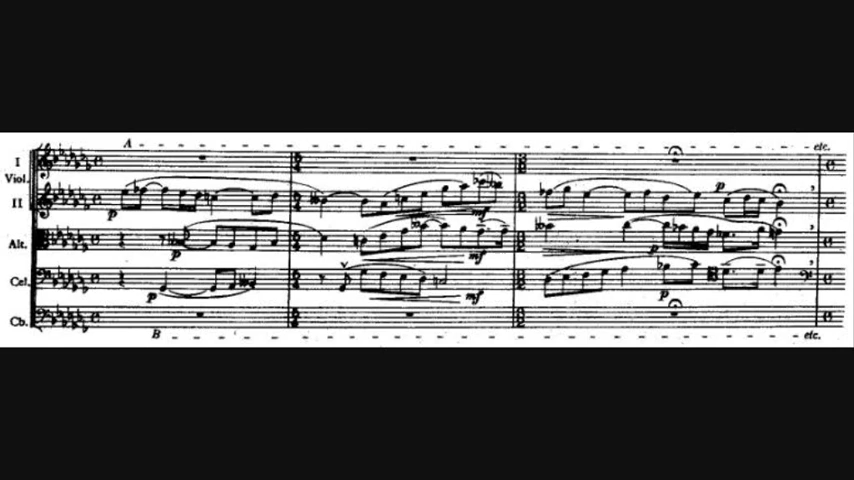 A etc.
I
Viol.
II
p p
mf
Alt.
p mf
Cel.
p mf p
Cb.
B etc.